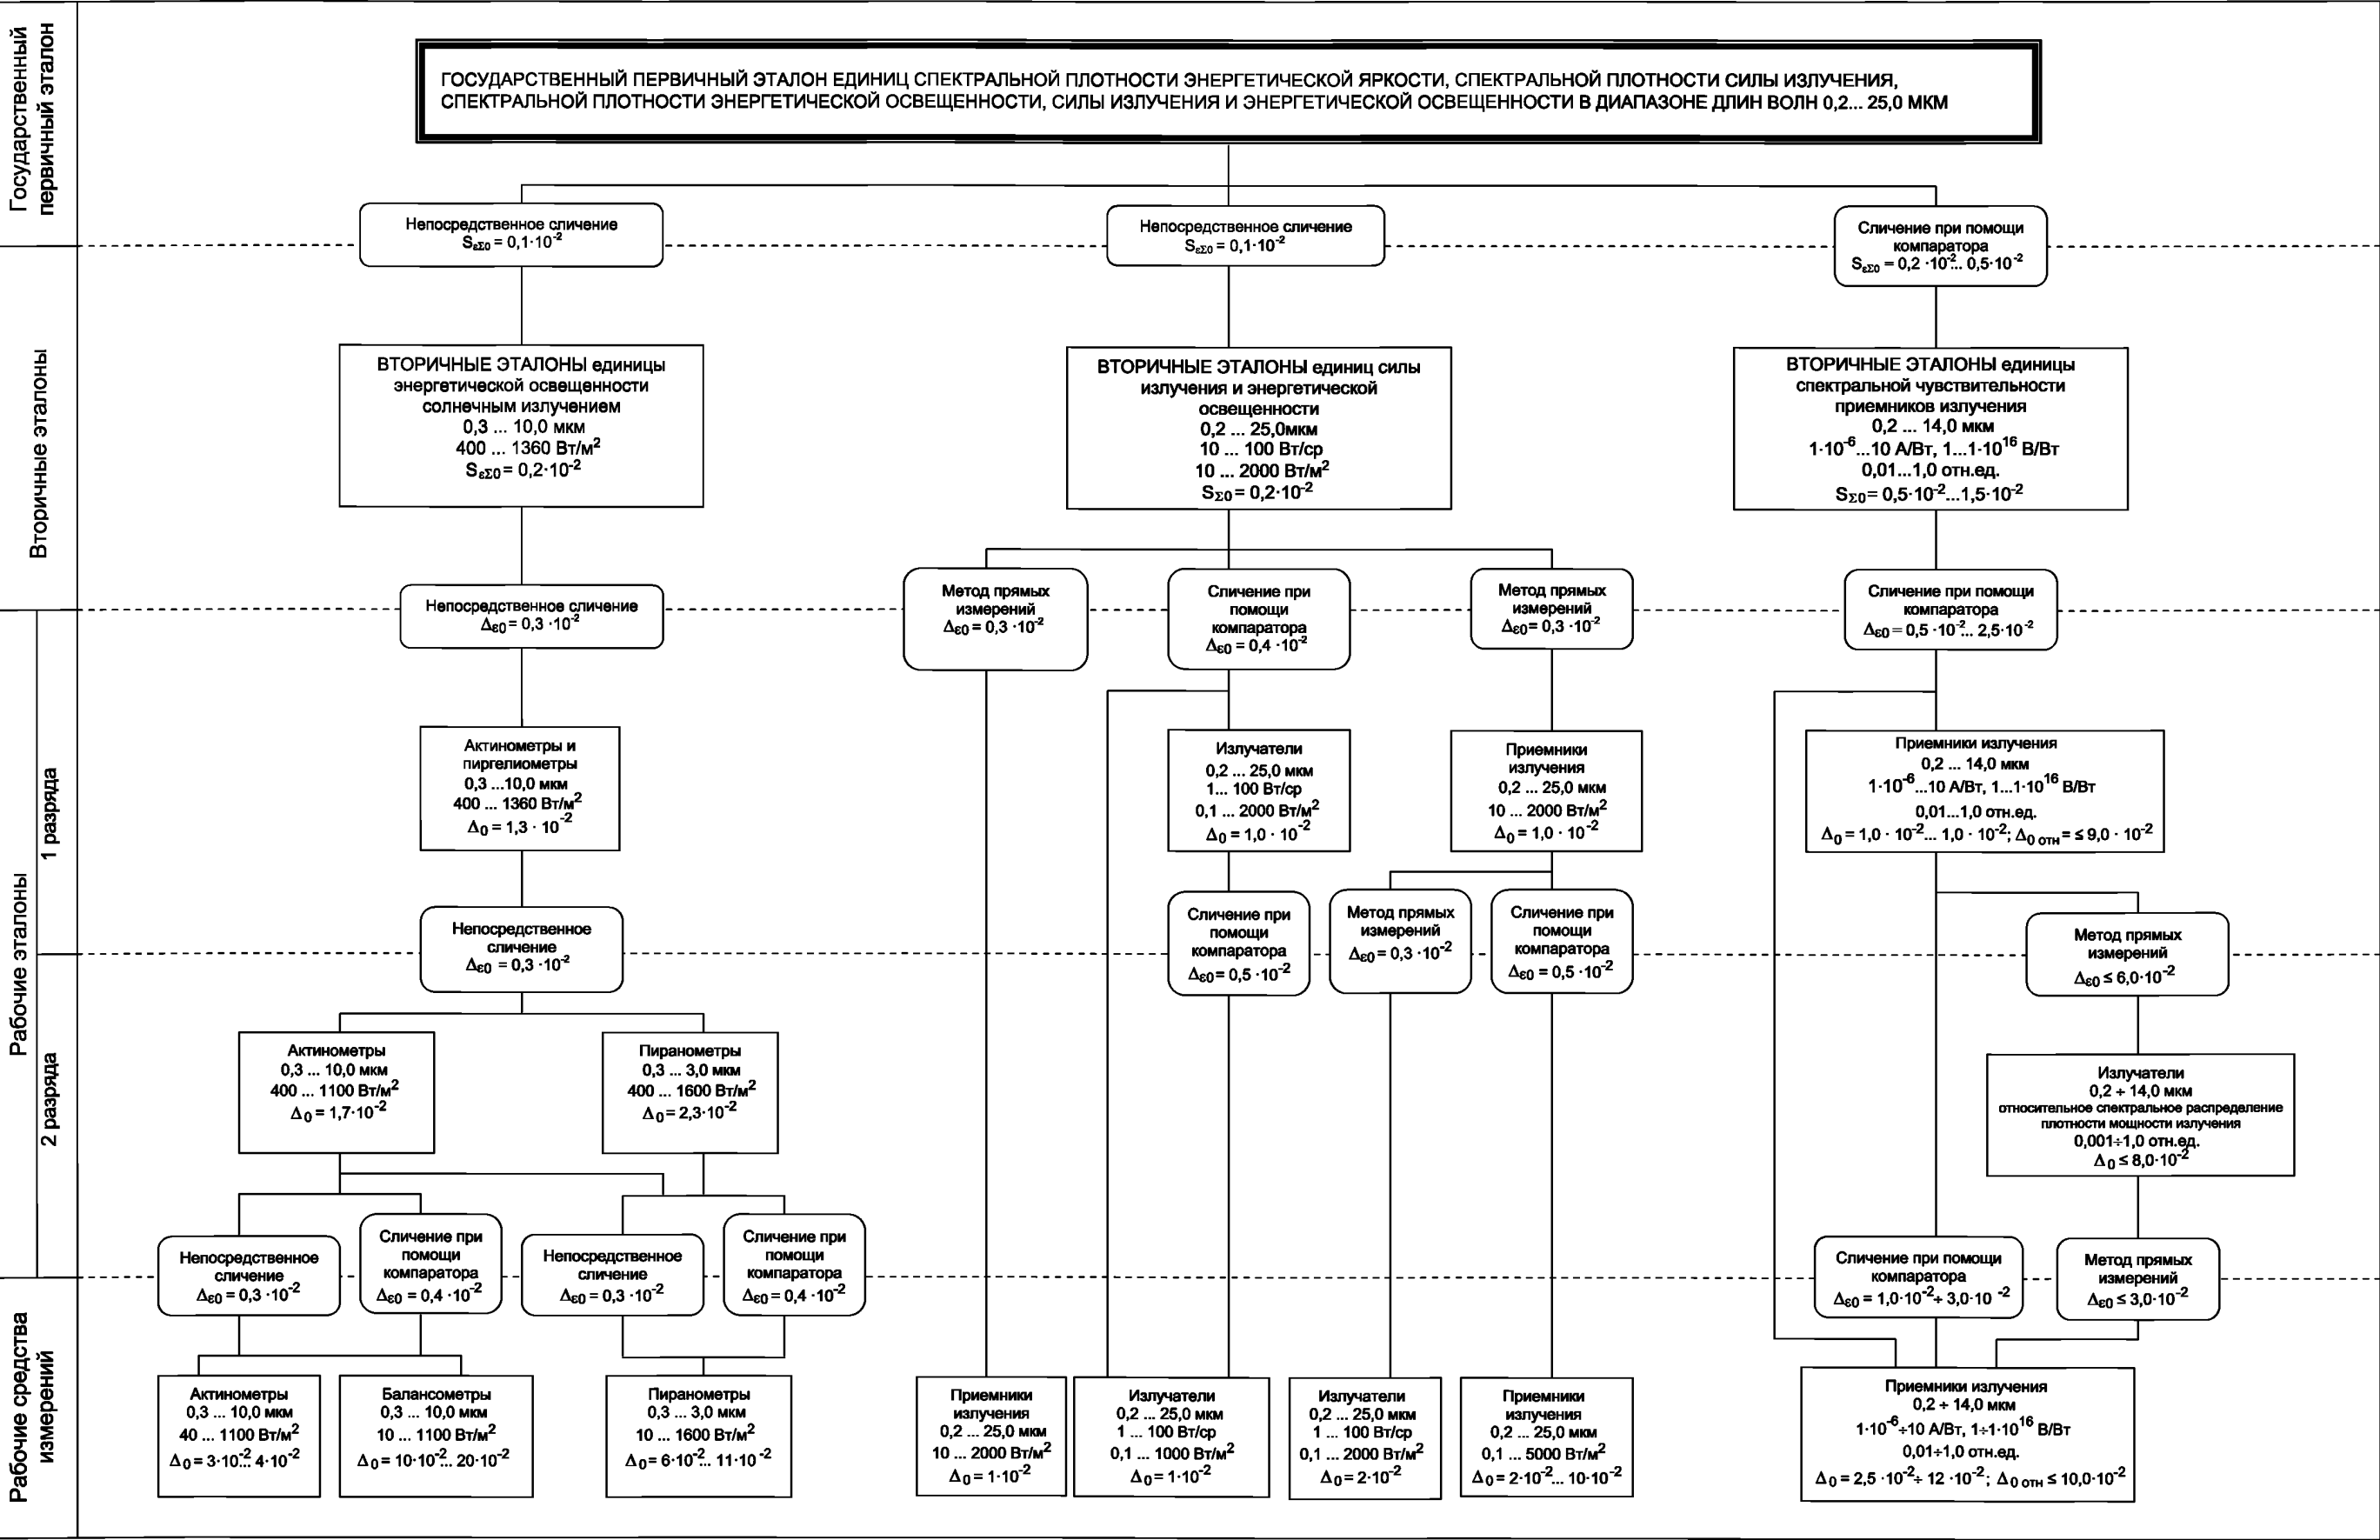 Государственный
первичный эталон
ГОСУДАРСТВЕННЫЙ ПЕРВИЧНЫЙ ЭТАЛОН ЕДИНИЦ СПЕКТРАЛЬНОЙ ПЛОТНОСТИ ЭНЕРГЕТИЧЕСКОЙ ЯРКОСТИ, СПЕКТРАЛЬНОЙ ПЛОТНОСТИ СИЛЫ ИЗЛУЧЕНИЯ,
СПЕКТРАЛЬНОЙ ПЛОТНОСТИ ЭНЕРГЕТИЧЕСКОЙ ОСВЕЩЕННОСТИ, СИЛЫ ИЗЛУЧЕНИЯ И ЭНЕРГЕТИЧЕСКОЙ ОСВЕЩЕННОСТИ В ДИАПАЗОНЕ ДЛИН ВОЛН 0,2... 25,0 МКМ
Непосредственное сличение
SεΣ0 = 0,1·10⁻²
Непосредственное сличение
SεΣ0 = 0,1·10⁻²
Сличение при помощи
компаратора
SεΣ0 = 0,2 ·10⁻²... 0,5·10⁻²
Вторичные эталоны
ВТОРИЧНЫЕ ЭТАЛОНЫ единицы
энергетической освещенности
солнечным излучением
0,3 ... 10,0 мкм
400 ... 1360 Вт/м²
SεΣ0 = 0,2·10⁻²
ВТОРИЧНЫЕ ЭТАЛОНЫ единиц силы
излучения и энергетической
освещенности
0,2 ... 25,0мкм
10 ... 100 Вт/ср
10 ... 2000 Вт/м²
SΣ0 = 0,2·10⁻²
ВТОРИЧНЫЕ ЭТАЛОНЫ единицы
спектральной чувствительности
приемников излучения
0,2 ... 14,0 мкм
1·10⁻⁶...10 А/Вт, 1...1·10¹⁶ В/Вт
0,01...1,0 отн.ед.
SΣ0 = 0,5·10⁻²...1,5·10⁻²
Непосредственное сличение
Δε0 = 0,3 ·10⁻²
Метод прямых
измерений
Δε0 = 0,3 ·10⁻²
Сличение при
помощи
компаратора
Δε0 = 0,4 ·10⁻²
Метод прямых
измерений
Δε0 = 0,3 ·10⁻²
Сличение при помощи
компаратора
Δε0 = 0,5 ·10⁻²... 2,5·10⁻²
Рабочие эталоны
1 разряда
Актинометры и
пиргелиометры
0,3 ...10,0 мкм
400 ... 1360 Вт/м²
Δ0 = 1,3 · 10⁻²
Излучатели
0,2 ... 25,0 мкм
1... 100 Вт/ср
0,1 ... 2000 Вт/м²
Δ0 = 1,0 · 10⁻²
Приемники
излучения
0,2 ... 25,0 мкм
10 ... 2000 Вт/м²
Δ0 = 1,0 · 10⁻²
Приемники излучения
0,2 ... 14,0 мкм
1·10⁻⁶ ...10 А/Вт, 1...1·10¹⁶ В/Вт
0,01...1,0 отн.ед.
Δ0 = 1,0 · 10⁻²... 1,0 · 10⁻²; Δ0 отн = ≤ 9,0 · 10⁻²
Непосредственное
сличение
Δε0 = 0,3 ·10⁻²
Сличение при
помощи
компаратора
Δε0 = 0,5 ·10⁻²
Метод прямых
измерений
Δε0 = 0,3 ·10⁻²
Сличение при
помощи
компаратора
Δε0 = 0,5 ·10⁻²
Метод прямых
измерений
Δε0 ≤ 6,0·10⁻²
2 разряда
Актинометры
0,3 ... 10,0 мкм
400 ... 1100 Вт/м²
Δ0 = 1,7·10⁻²
Пиранометры
0,3 ... 3,0 мкм
400 ... 1600 Вт/м²
Δ0 = 2,3·10⁻²
Излучатели
0,2 ÷ 14,0 мкм
относительное спектральное распределение
плотности мощности излучения
0,001÷1,0 отн.ед.
Δ0 ≤ 8,0·10⁻²
Непосредственное
сличение
Δε0 = 0,3 ·10⁻²
Сличение при
помощи
компаратора
Δε0 = 0,4 ·10⁻²
Непосредственное
сличение
Δε0 = 0,3 ·10⁻²
Сличение при
помощи
компаратора
Δε0 = 0,4 ·10⁻²
Сличение при помощи
компаратора
Δε0 = 1,0·10⁻²÷ 3,0·10⁻²
Метод прямых
измерений
Δε0 ≤ 3,0·10⁻²
Рабочие средства
измерений
Актинометры
0,3 ... 10,0 мкм
40 ... 1100 Вт/м²
Δ0 = 3·10⁻²... 4·10⁻²
Балансометры
0,3 ... 10,0 мкм
10 ... 1100 Вт/м²
Δ0 = 10·10⁻²... 20·10⁻²
Пиранометры
0,3 ... 3,0 мкм
10 ... 1600 Вт/м²
Δ0 = 6·10⁻²... 11·10⁻²
Приемники
излучения
0,2 ... 25,0 мкм
10 ... 2000 Вт/м²
Δ0 = 1·10⁻²
Излучатели
0,2 ... 25,0 мкм
1 ... 100 Вт/ср
0,1 ... 1000 Вт/м²
Δ0 = 1·10⁻²
Излучатели
0,2 ... 25,0 мкм
1 ... 100 Вт/ср
0,1 ... 2000 Вт/м²
Δ0 = 2·10⁻²
Приемники
излучения
0,2 ... 25,0 мкм
0,1 ... 5000 Вт/м²
Δ0 = 2·10⁻²... 10·10⁻²
Приемники излучения
0,2 ÷ 14,0 мкм
1·10⁻⁶÷10 А/Вт, 1÷1·10¹⁶ В/Вт
0,01÷1,0 отн.ед.
Δ0 = 2,5 ·10⁻²÷ 12 ·10⁻²; Δ0 отн ≤ 10,0·10⁻²